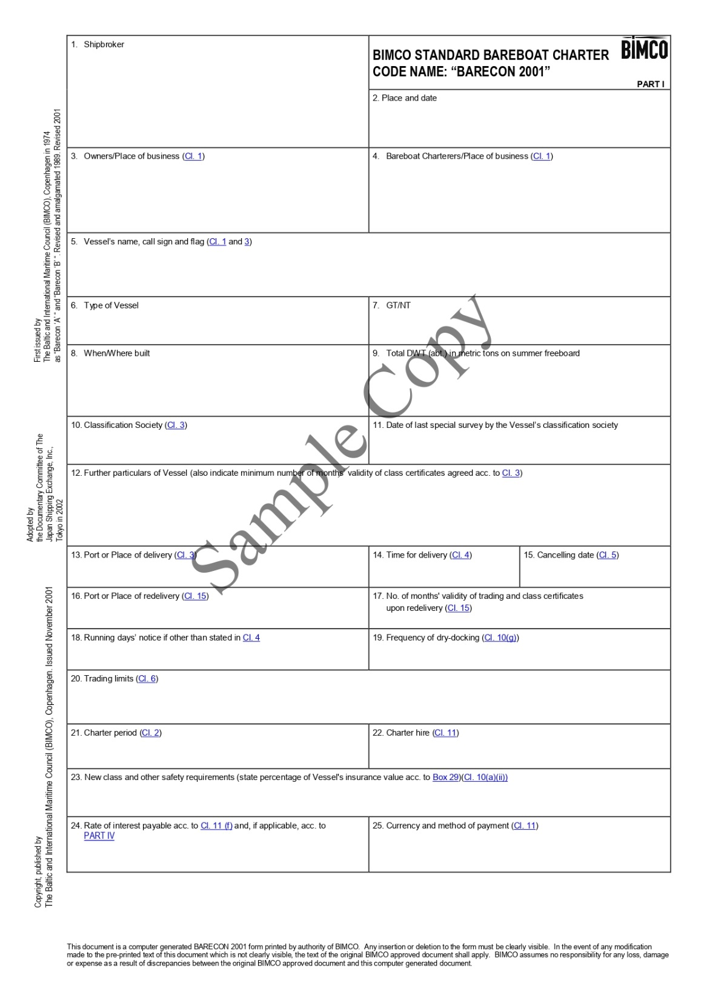 1. Shipbroker
BIMCO STANDARD BAREBOAT CHARTER
CODE NAME: “BARECON 2001”
BIMCO
PART I
2. Place and date
3. Owners/Place of business (Cl. 1)
4. Bareboat Charterers/Place of business (Cl. 1)
5. Vessel’s name, call sign and flag (Cl. 1 and 3)
6. Type of Vessel
7. GT/NT
8. When/Where built
9. Total DWT (abt.) in metric tons on summer freeboard
10. Classification Society (Cl. 3)
11. Date of last special survey by the Vessel’s classification society
12. Further particulars of Vessel (also indicate minimum number of months’ validity of class certificates agreed acc. to Cl. 3)
13. Port or Place of delivery (Cl. 3)
14. Time for delivery (Cl. 4)
15. Cancelling date (Cl. 5)
16. Port or Place of redelivery (Cl. 15)
17. No. of months' validity of trading and class certificates
upon redelivery (Cl. 15)
18. Running days’ notice if other than stated in Cl. 4
19. Frequency of dry-docking (Cl. 10(g))
20. Trading limits (Cl. 6)
21. Charter period (Cl. 2)
22. Charter hire (Cl. 11)
23. New class and other safety requirements (state percentage of Vessel's insurance value acc. to Box 29)(Cl. 10(a)(ii))
24. Rate of interest payable acc. to Cl. 11 (f) and, if applicable, acc. to
PART IV
25. Currency and method of payment (Cl. 11)
Sample Copy
First issued by
The Baltic and International Maritime Council (BIMCO), Copenhagen in 1974
as “Barecon ‘A’ “ and “Barecon ‘B’ “. Revised and amalgamated 1989. Revised 2001
Adopted by
the Documentary Committee of The
Japan Shipping Exchange, Inc.,
Tokyo in 2002
Copyright, published by
The Baltic and International Maritime Council (BIMCO), Copenhagen. Issued November 2001
This document is a computer generated BARECON 2001 form printed by authority of BIMCO. Any insertion or deletion to the form must be clearly visible. In the event of any modification
made to the pre-printed text of this document which is not clearly visible, the text of the original BIMCO approved document shall apply. BIMCO assumes no responsibility for any loss, damage
or expense as a result of discrepancies between the original BIMCO approved document and this computer generated document.